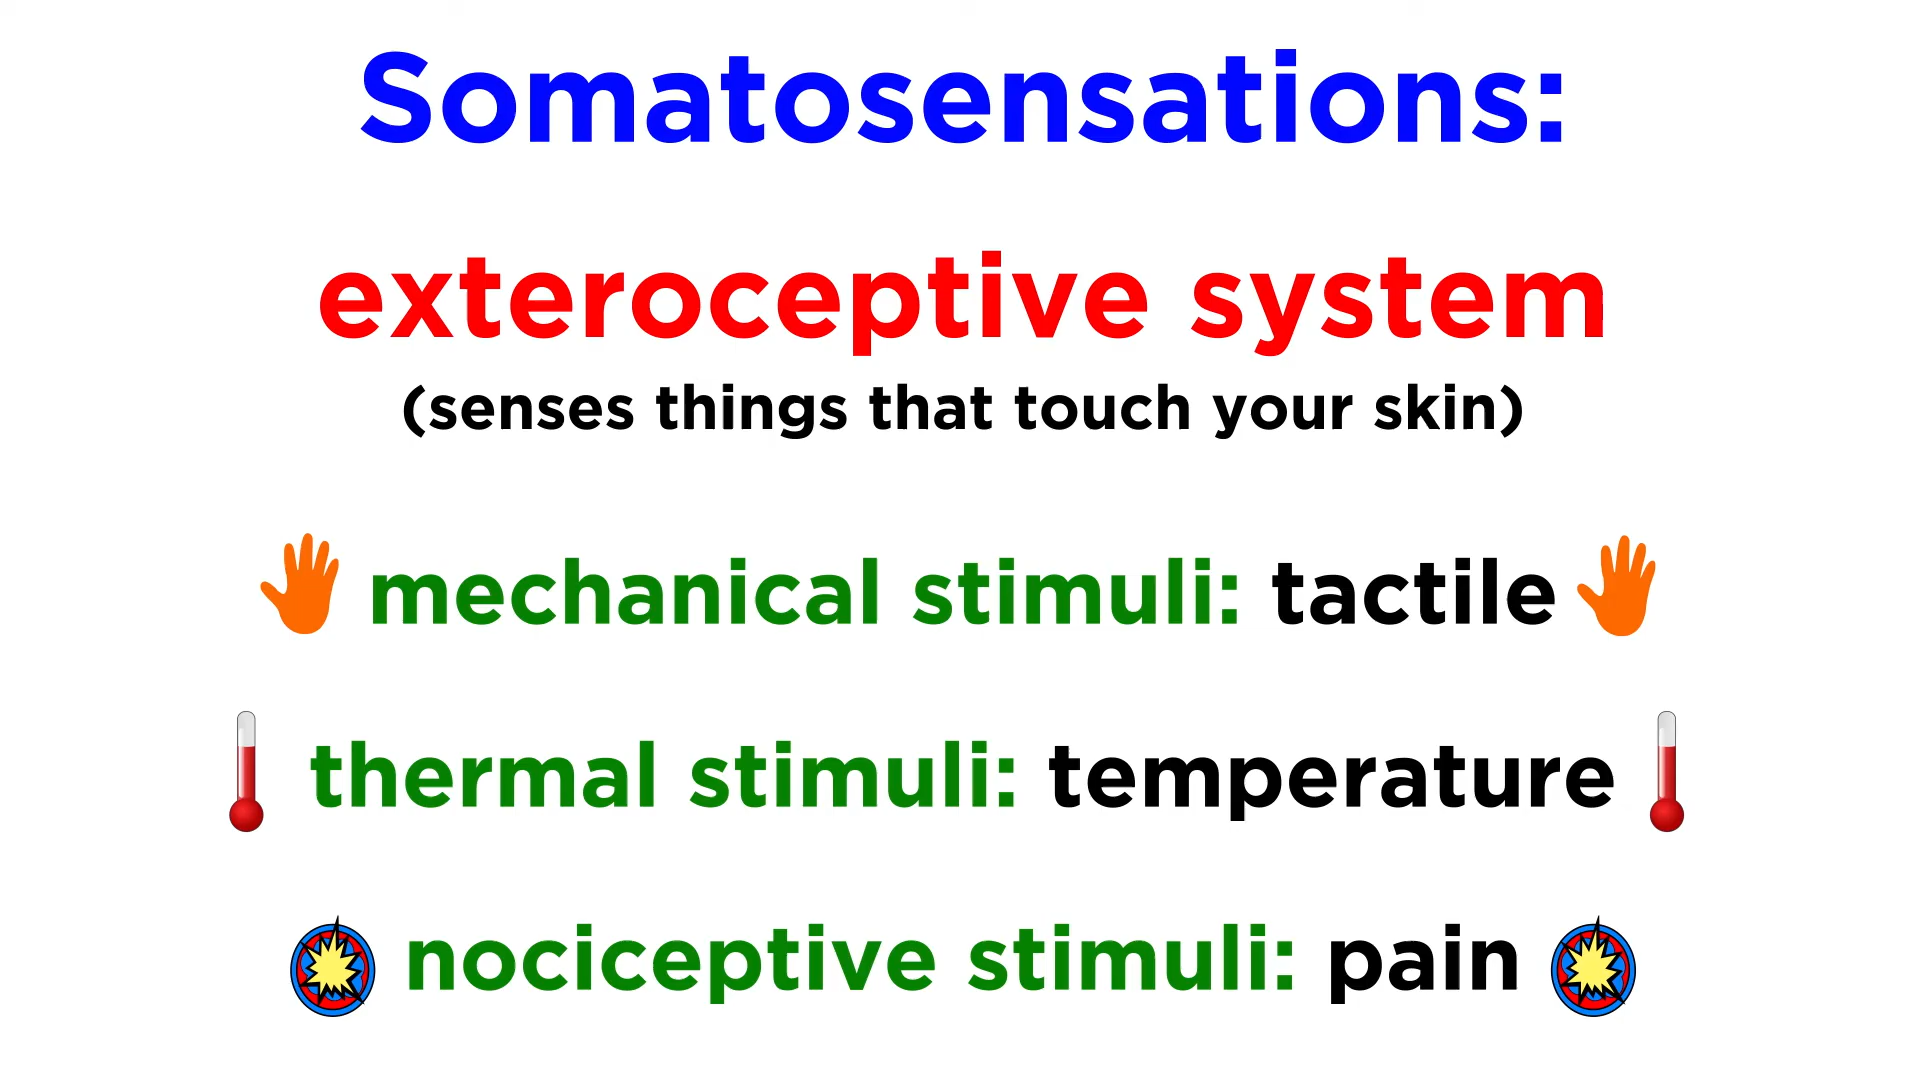 Somatosensations:
exteroceptive system
(senses things that touch your skin)
mechanical stimuli: tactile
thermal stimuli: temperature
nociceptive stimuli: pain